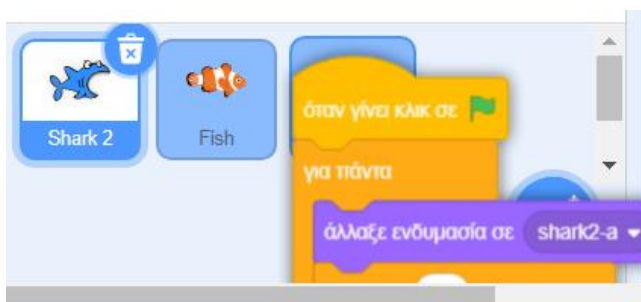 όταν γίνει κλικ σε
για πάντα
άλλαξε ενδυμασία σε shark2-a
Shark 2
Fish